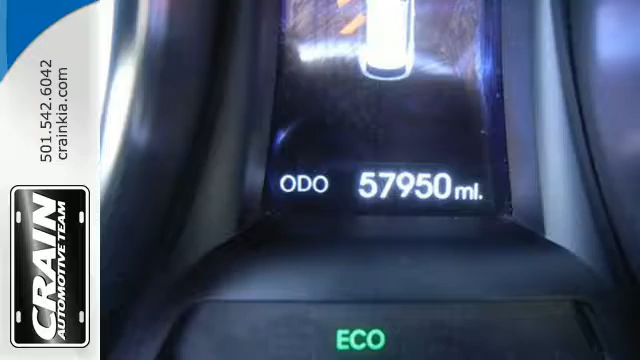 501.542.6042
crainkia.com
CRAIN
AUTOMOTIVE TEAM
ODO 57950 mi.
ECO